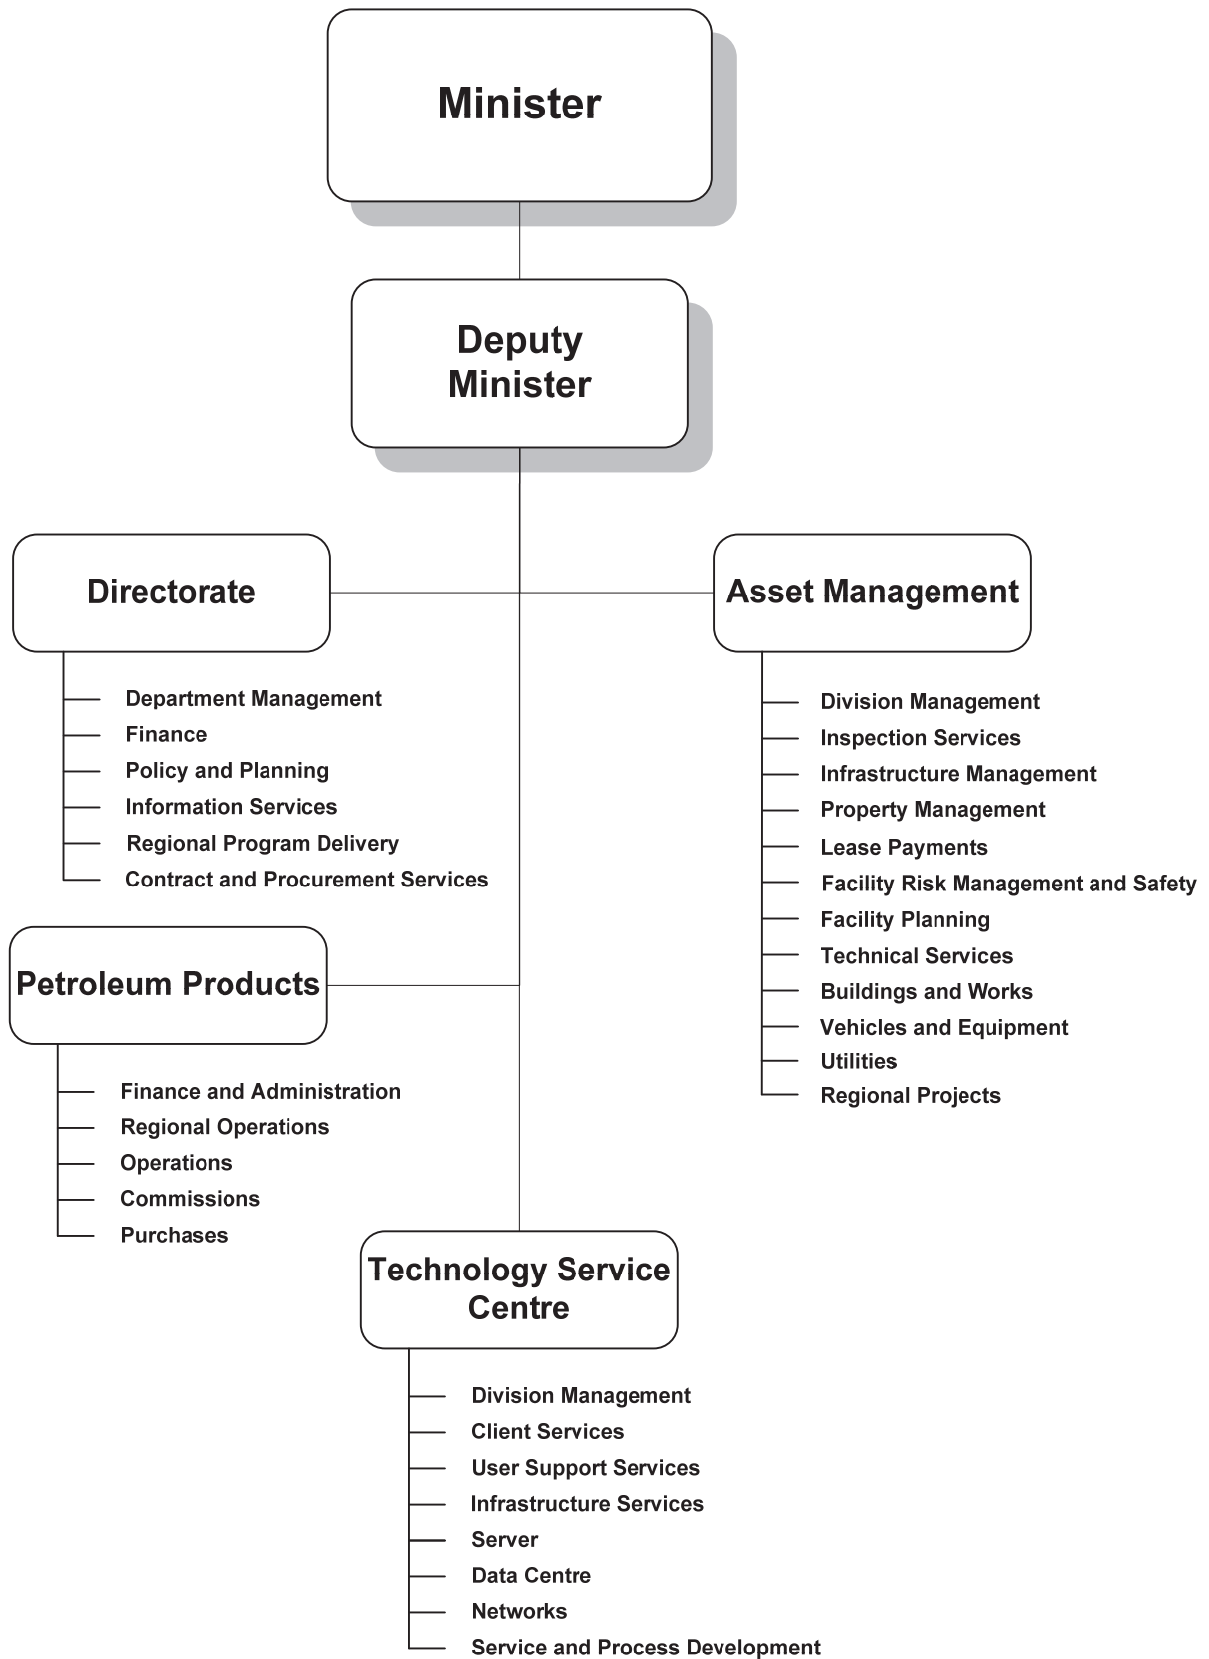 Minister
Deputy
Minister
Directorate
Department Management
Finance
Policy and Planning
Information Services
Regional Program Delivery
Contract and Procurement Services
Asset Management
Division Management
Inspection Services
Infrastructure Management
Property Management
Lease Payments
Facility Risk Management and Safety
Facility Planning
Technical Services
Buildings and Works
Vehicles and Equipment
Utilities
Regional Projects
Petroleum Products
Finance and Administration
Regional Operations
Operations
Commissions
Purchases
Technology Service
Centre
Division Management
Client Services
User Support Services
Infrastructure Services
Server
Data Centre
Networks
Service and Process Development